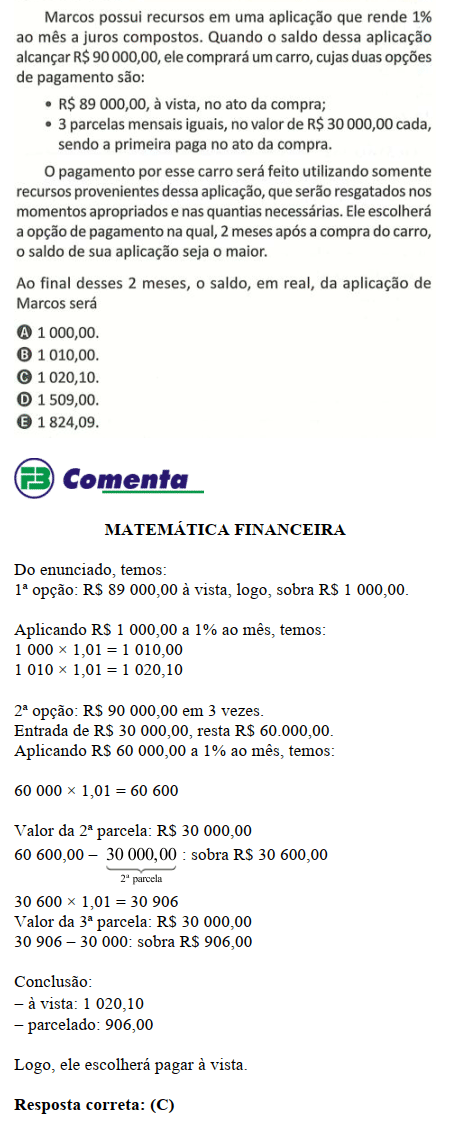 Marcos possui recursos em uma aplicação que rende 1%
ao mês a juros compostos. Quando o saldo dessa aplicação
alcançar R$ 90 000,00, ele comprará um carro, cujas duas opções
de pagamento são:
• R$ 89 000,00, à vista, no ato da compra;
• 3 parcelas mensais iguais, no valor de R$ 30 000,00 cada,
sendo a primeira paga no ato da compra.
O pagamento por esse carro será feito utilizando somente
recursos provenientes dessa aplicação, que serão resgatados nos
momentos apropriados e nas quantias necessárias. Ele escolherá
a opção de pagamento na qual, 2 meses após a compra do carro,
o saldo de sua aplicação seja o maior.
Ao final desses 2 meses, o saldo, em real, da aplicação de
Marcos será
A 1 000,00.
B 1 010,00.
C 1 020,10.
D 1 509,00.
E 1 824,09.
FB Comenta
MATEMÁTICA FINANCEIRA
Do enunciado, temos:
1ª opção: R$ 89 000,00 à vista, logo, sobra R$ 1 000,00.
Aplicando R$ 1 000,00 a 1% ao mês, temos:
1 000 × 1,01 = 1 010,00
1 010 × 1,01 = 1 020,10
2ª opção: R$ 90 000,00 em 3 vezes.
Entrada de R$ 30 000,00, resta R$ 60.000,00.
Aplicando R$ 60 000,00 a 1% ao mês, temos:
60 000 × 1,01 = 60 600
Valor da 2ª parcela: R$ 30 000,00
60 600,00 – 30 000,00 : sobra R$ 30 600,00
2ª parcela
30 600 × 1,01 = 30 906
Valor da 3ª parcela: R$ 30 000,00
30 906 – 30 000: sobra R$ 906,00
Conclusão:
– à vista: 1 020,10
– parcelado: 906,00
Logo, ele escolherá pagar à vista.
Resposta correta: (C)